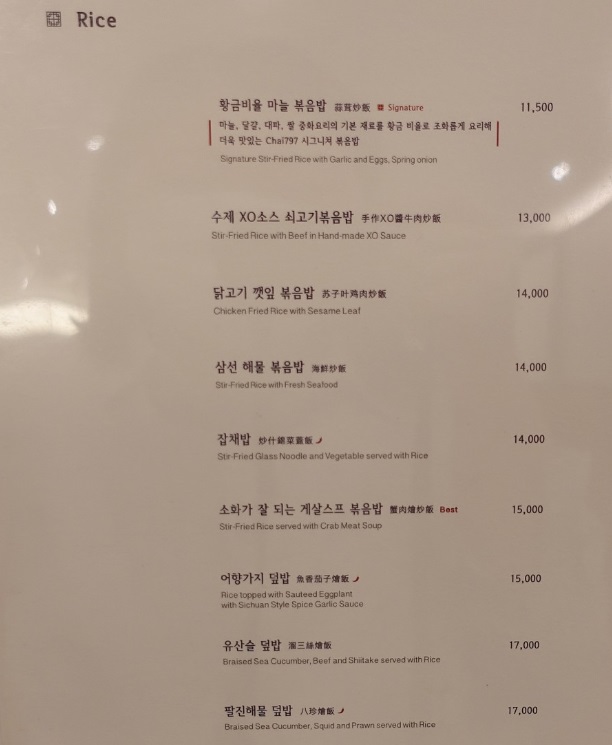 Rice
황금비율 마늘 볶음밥 蒜茸炒飯 Signature 11,500
마늘, 달걀, 대파, 쌀 중화요리의 기본 재료를 황금 비율로 조화롭게 요리해
더욱 맛있는 Chai797 시그니처 볶음밥
Signature Stir-Fried Rice with Garlic and Eggs, Spring onion
수제 XO소스 쇠고기볶음밥 手作XO醬牛肉炒飯 13,000
Stir-Fried Rice with Beef in Hand-made XO Sauce
닭고기 깻잎 볶음밥 苏子叶鸡肉炒飯 14,000
Chicken Fried Rice with Sesame Leaf
삼선 해물 볶음밥 海鮮炒飯 14,000
Stir-Fried Rice with Fresh Seafood
잡채밥 炒什錦菜蓋飯 14,000
Stir-Fried Glass Noodle and Vegetable served with Rice
소화가 잘 되는 게살스프 볶음밥 蟹肉燴炒飯 Best 15,000
Stir-Fried Rice served with Crab Meat Soup
어향가지 덮밥 魚香茄子燴飯 15,000
Rice topped with Sauteed Eggplant
with Sichuan Style Spice Garlic Sauce
유산슬 덮밥 溜三絲燴飯 17,000
Braised Sea Cucumber, Beef and Shiitake served with Rice
팔진해물 덮밥 八珍燴飯 17,000
Braised Sea Cucumber, Squid and Prawn served with Rice